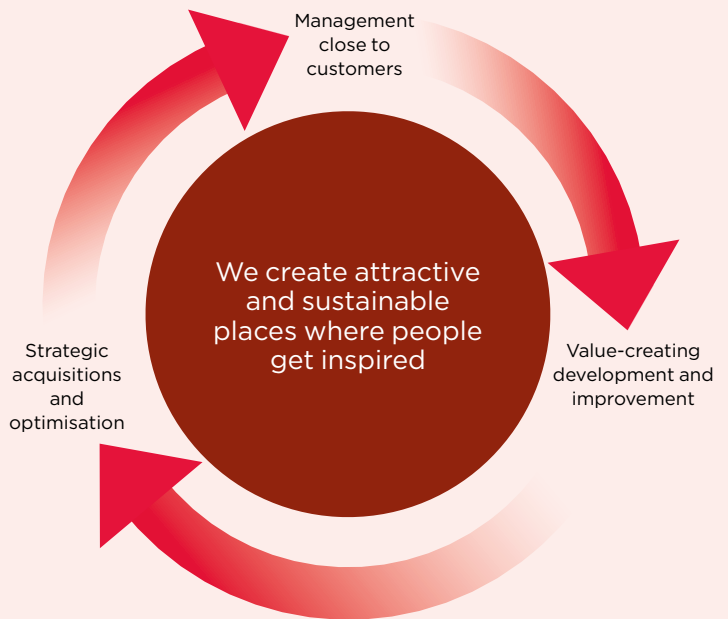 Management
close to
customers
We create attractive
and sustainable
places where people
get inspired
Strategic
acquisitions
and
optimisation
Value-creating
development and
improvement